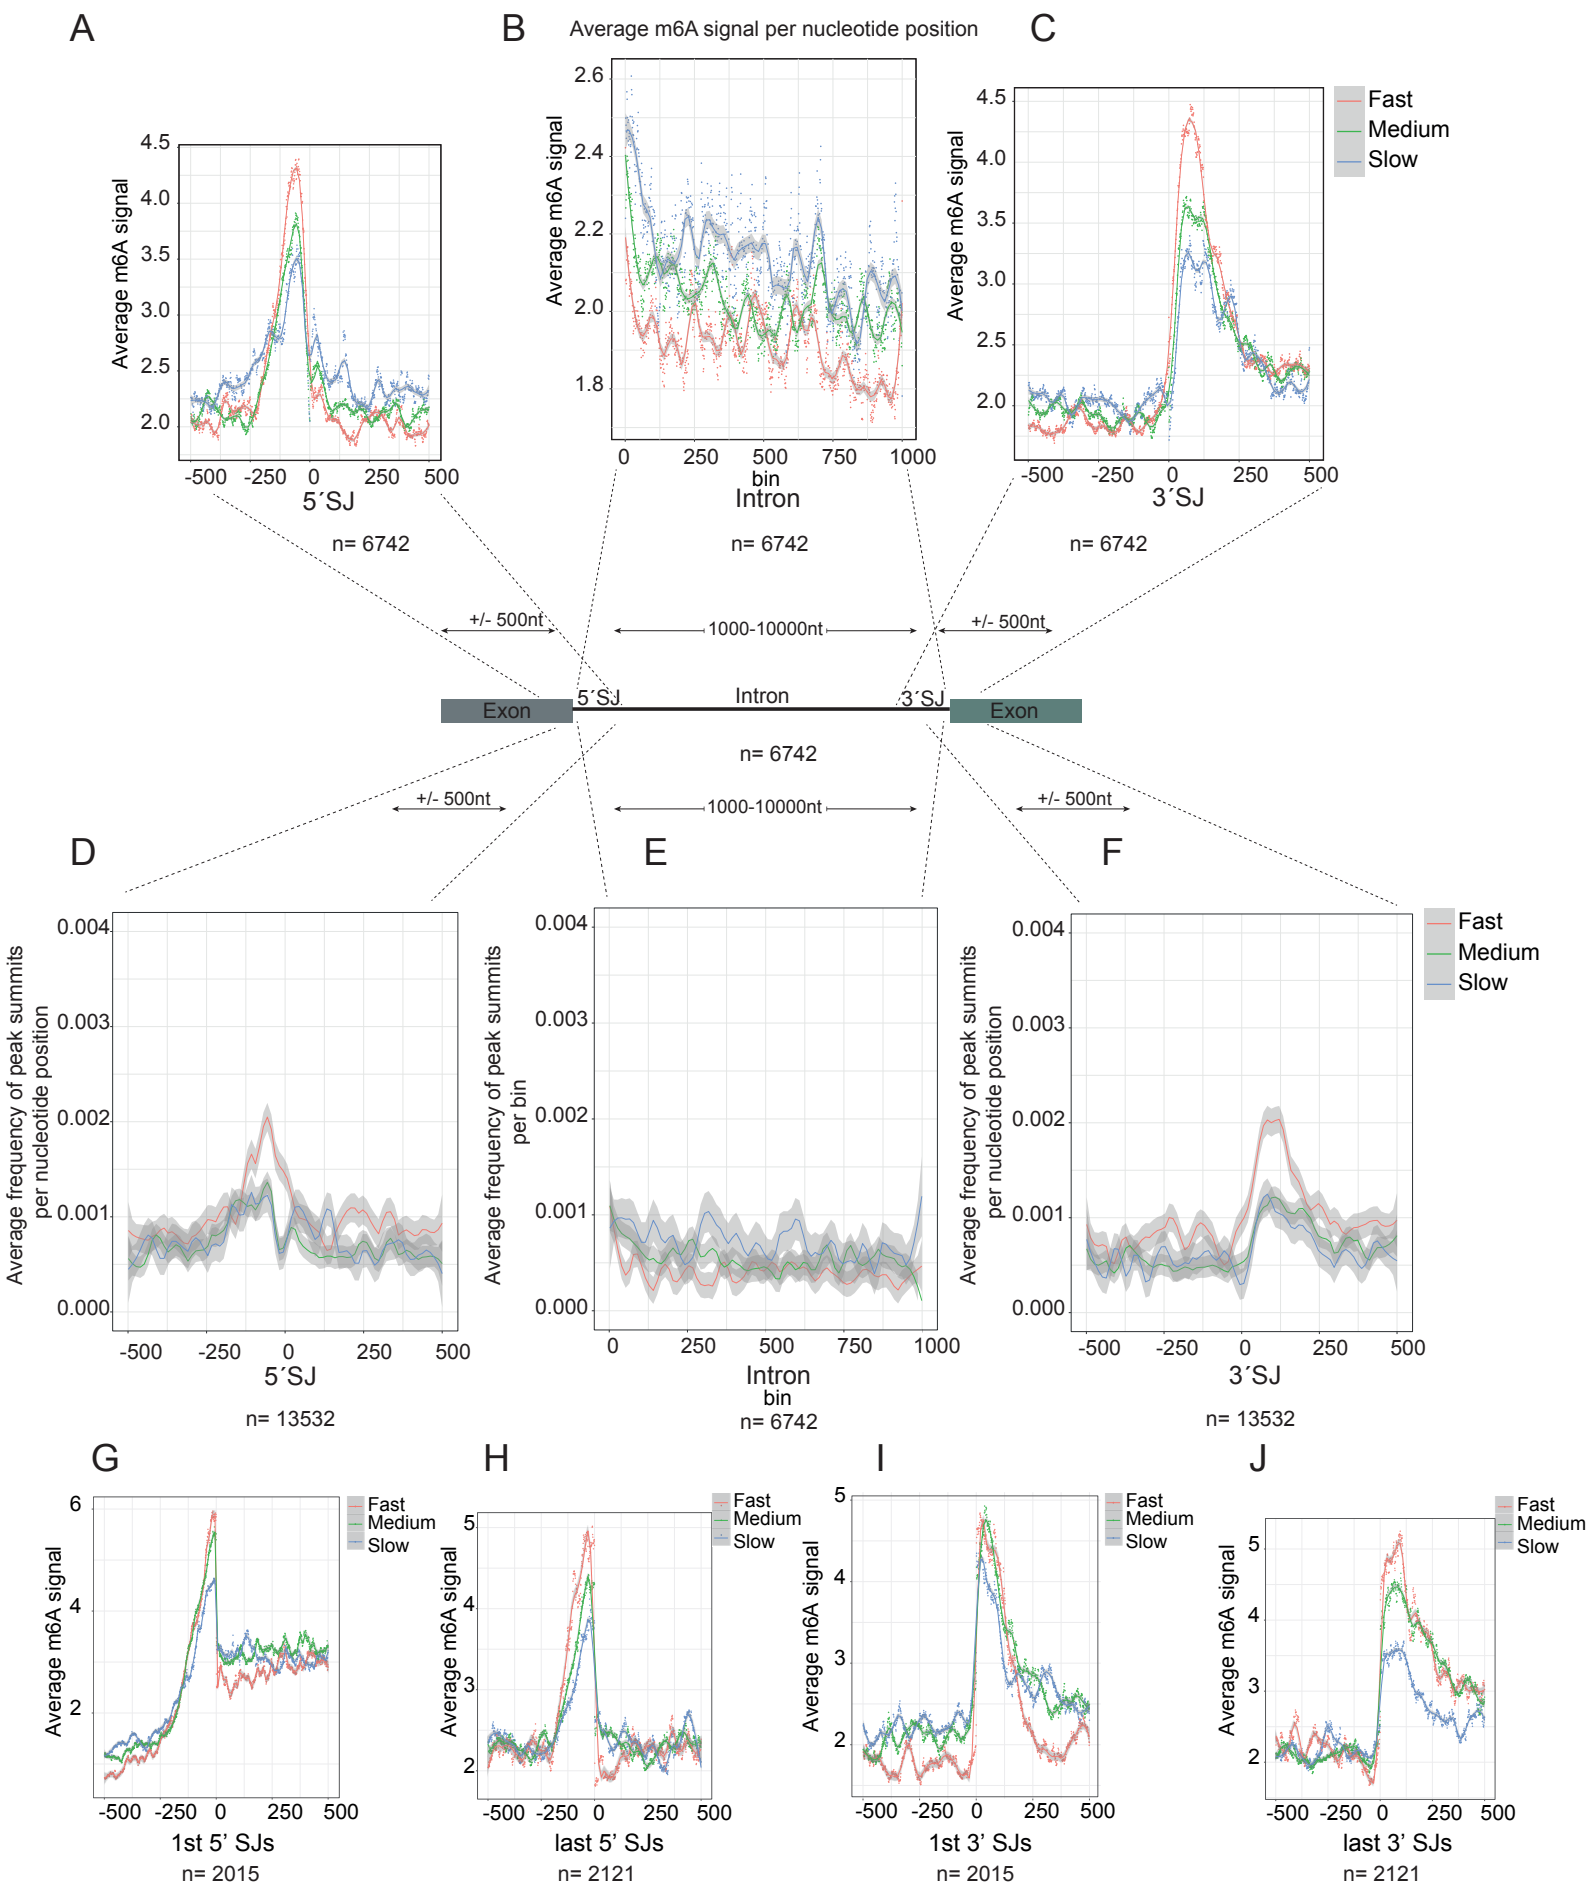 A
B
Average m6A signal per nucleotide position
C
Average m6A signal
4.5
4.0
3.5
3.0
2.5
2.0
-500
-250
0
250
500
5´SJ
n= 6742
Average m6A signal
2.6
2.4
2.2
2.0
1.8
0
250
500
750
1000
bin
Intron
n= 6742
Average m6A signal
4.5
4.0
3.5
3.0
2.5
2.0
-500
-250
0
250
500
3´SJ
n= 6742
Fast
Medium
Slow
+/- 500nt
1000-10000nt
+/- 500nt
Exon
5´SJ
Intron
3´SJ
Exon
n= 6742
+/- 500nt
1000-10000nt
+/- 500nt
D
E
F
Average frequency of peak summits
per nucleotide position
0.004
0.003
0.002
0.001
0.000
-500
-250
0
250
500
5´SJ
n= 13532
Average frequency of peak summits
per bin
0.004
0.003
0.002
0.001
0.000
0
250
500
750
1000
Intron
bin
n= 6742
Average frequency of peak summits
per nucleotide position
0.004
0.003
0.002
0.001
0.000
-500
-250
0
250
500
3´SJ
n= 13532
Fast
Medium
Slow
G
H
I
J
Average m6A signal
6
4
2
-500
-250
0
250
500
1st 5' SJs
n= 2015
Fast
Medium
Slow
Average m6A signal
5
4
3
2
-500
-250
0
250
500
last 5' SJs
n= 2121
Fast
Medium
Slow
Average m6A signal
5
4
3
2
-500
-250
0
250
500
1st 3' SJs
n= 2015
Fast
Medium
Slow
Average m6A signal
5
4
3
2
-500
-250
0
250
500
last 3' SJs
n= 2121
Fast
Medium
Slow